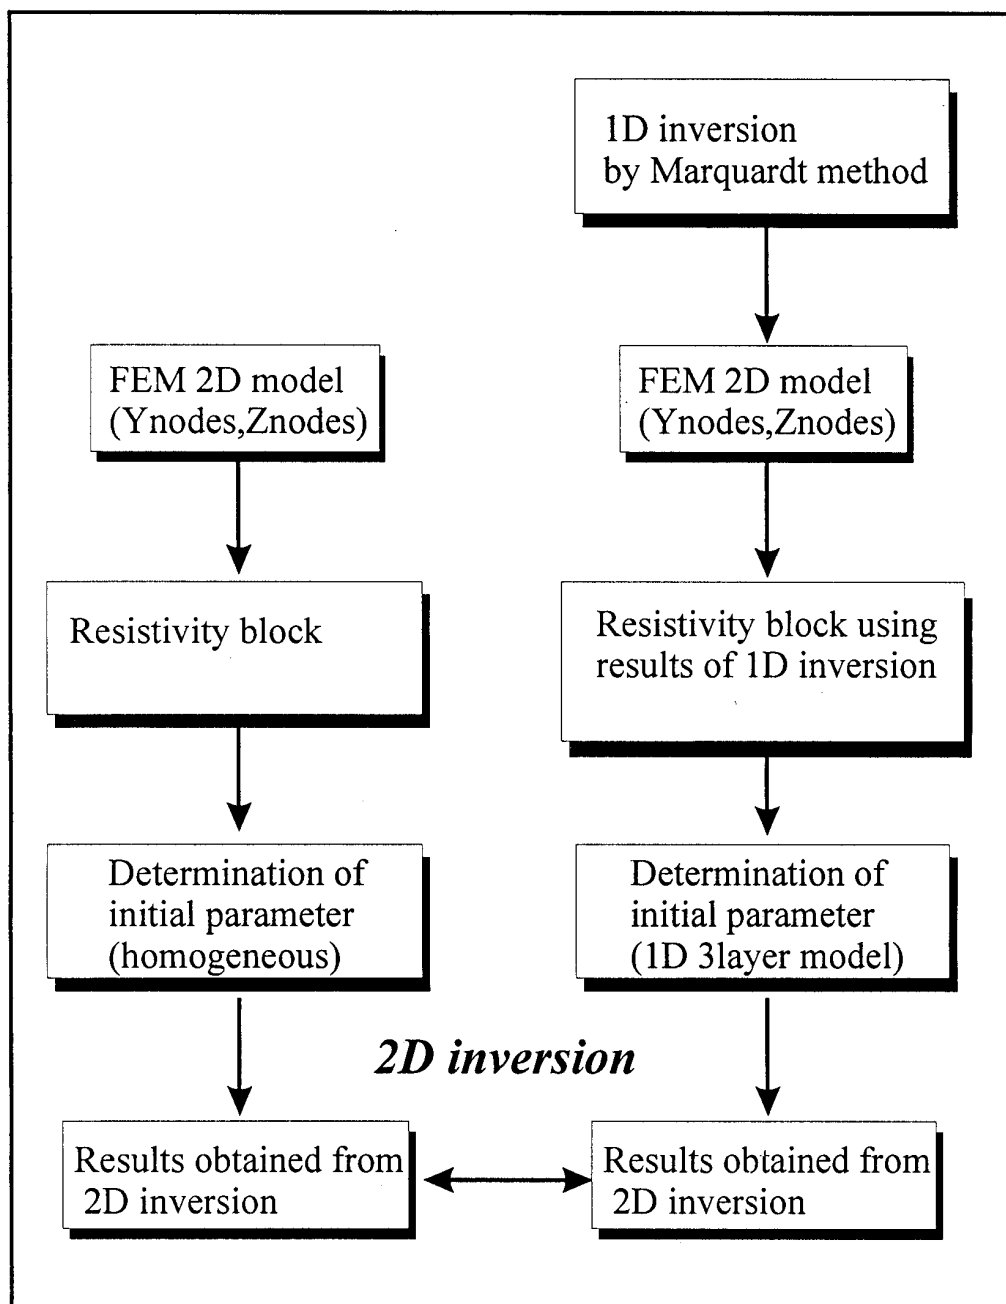 1D inversion
by Marquardt method
FEM 2D model
(Ynodes,Znodes)
FEM 2D model
(Ynodes,Znodes)
Resistivity block
Resistivity block using
results of 1D inversion
Determination of
initial parameter
(homogeneous)
Determination of
initial parameter
(1D 3layer model)
2D inversion
Results obtained from
2D inversion
Results obtained from
2D inversion